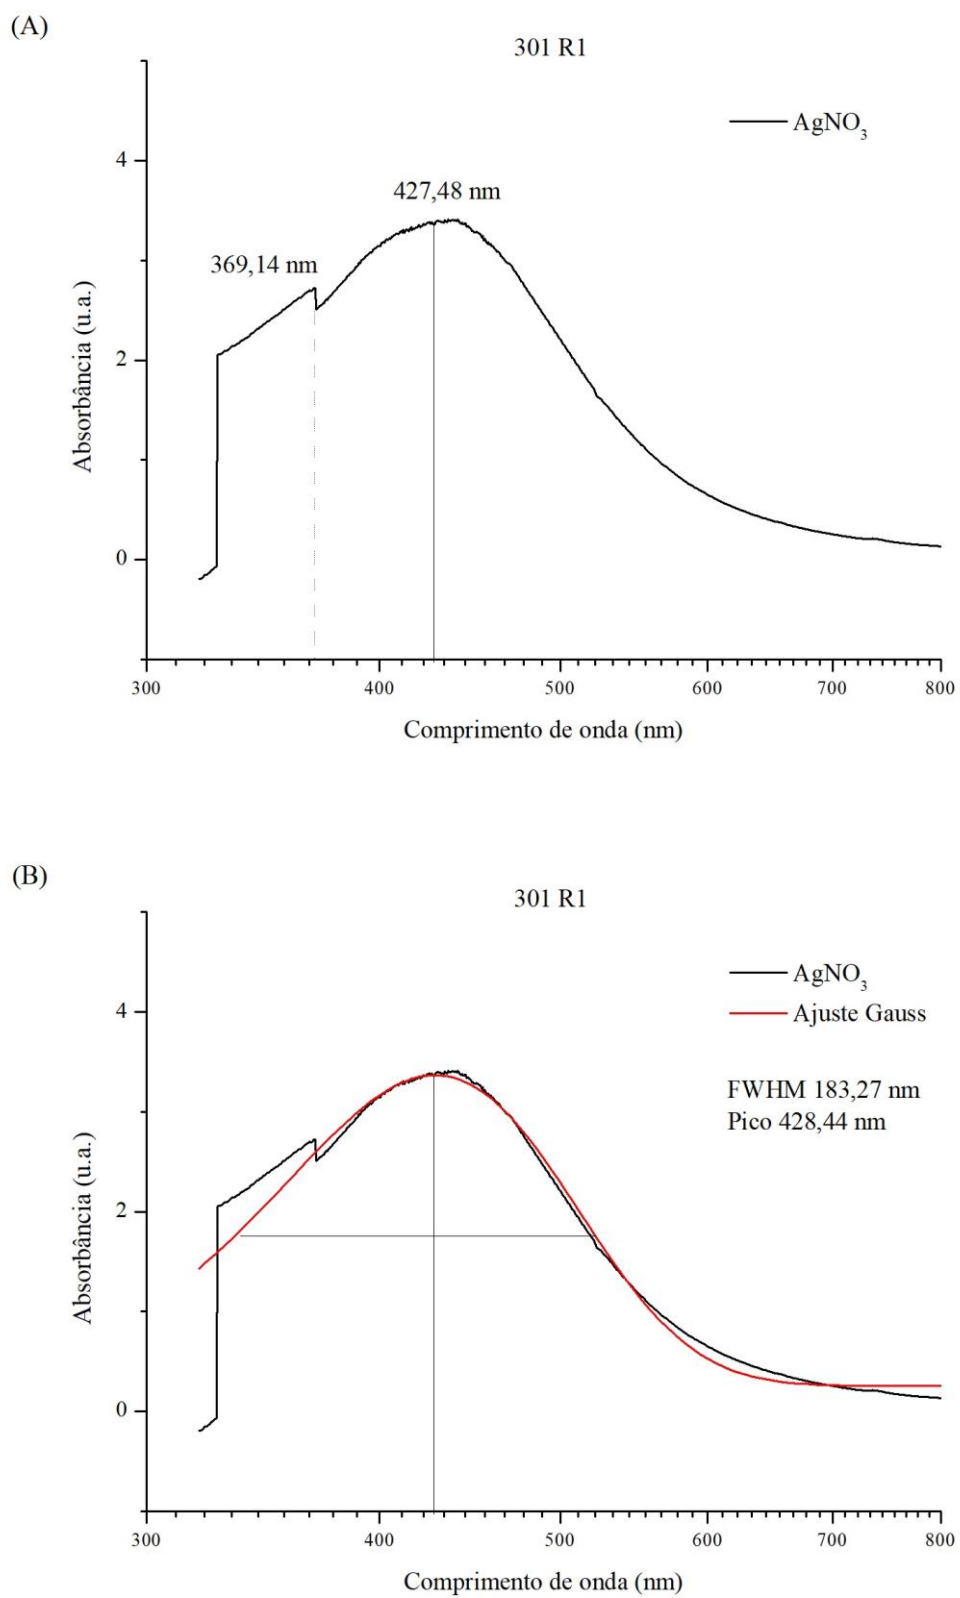 (A)
301 R1
AgNO₃
427,48 nm
369,14 nm
Absorbância (u.a.)
4
2
0
300 400 500 600 700 800
Comprimento de onda (nm)
(B)
301 R1
AgNO₃
Ajuste Gauss
FWHM 183,27 nm
Pico 428,44 nm
Absorbância (u.a.)
4
2
0
300 400 500 600 700 800
Comprimento de onda (nm)